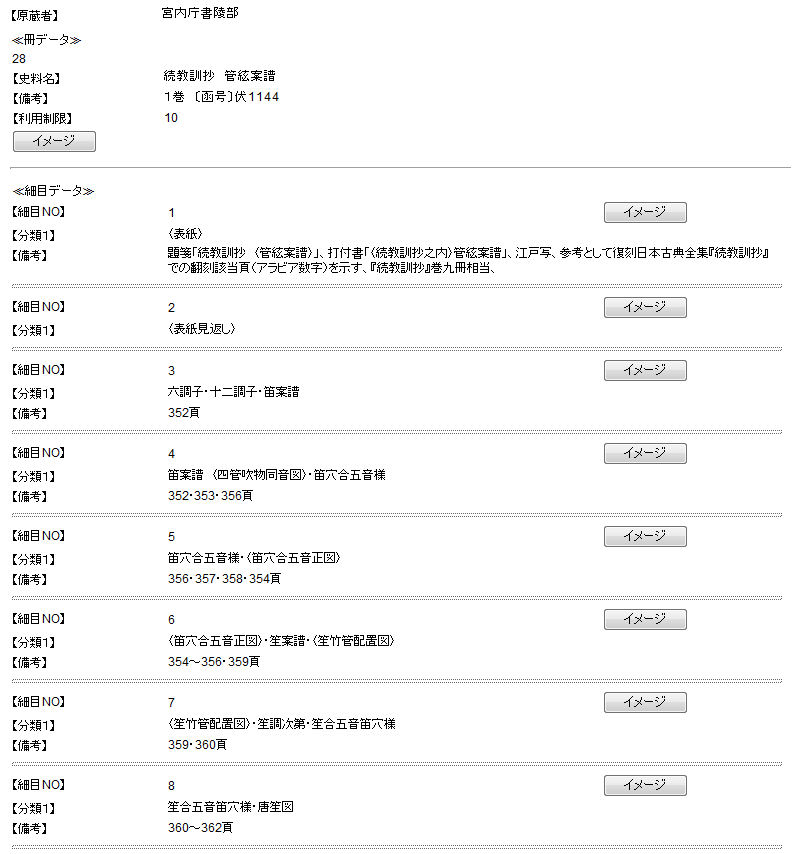 【原蔵者】 宮内庁書陵部
≪冊データ≫
28
【史料名】 続教訓抄　管絃案譜
【備考】 １巻　〔函号〕伏１１４４
【利用制限】 10
イメージ
≪細目データ≫
【細目NO】 1 イメージ
【分類1】 〈表紙〉
【備考】 題箋「続教訓抄　〈管絃案譜〉」、打付書「〈続教訓抄之内〉管絃案譜」、江戸写、参考として復刻日本古典全集『続教訓抄』
での翻刻該当頁（アラビア数字）を示す、『続教訓抄』巻九冊相当、
【細目NO】 2 イメージ
【分類1】 〈表紙見返し〉
【細目NO】 3 イメージ
【分類1】 六調子・十二調子・笛案譜
【備考】 352頁
【細目NO】 4 イメージ
【分類1】 笛案譜　〈四管吹物同音図〉・笛穴合五音様
【備考】 352・353・356頁
【細目NO】 5 イメージ
【分類1】 笛穴合五音様・〈笛穴合五音正図〉
【備考】 356・357・358・354頁
【細目NO】 6 イメージ
【分類1】 〈笛穴合五音正図〉・笙案譜・〈笙竹管配置図〉
【備考】 354～356・359頁
【細目NO】 7 イメージ
【分類1】 〈笙竹管配置図〉・笙調次第・笙合五音笛穴様
【備考】 359・360頁
【細目NO】 8 イメージ
【分類1】 笙合五音笛穴様・唐笙図
【備考】 360～362頁